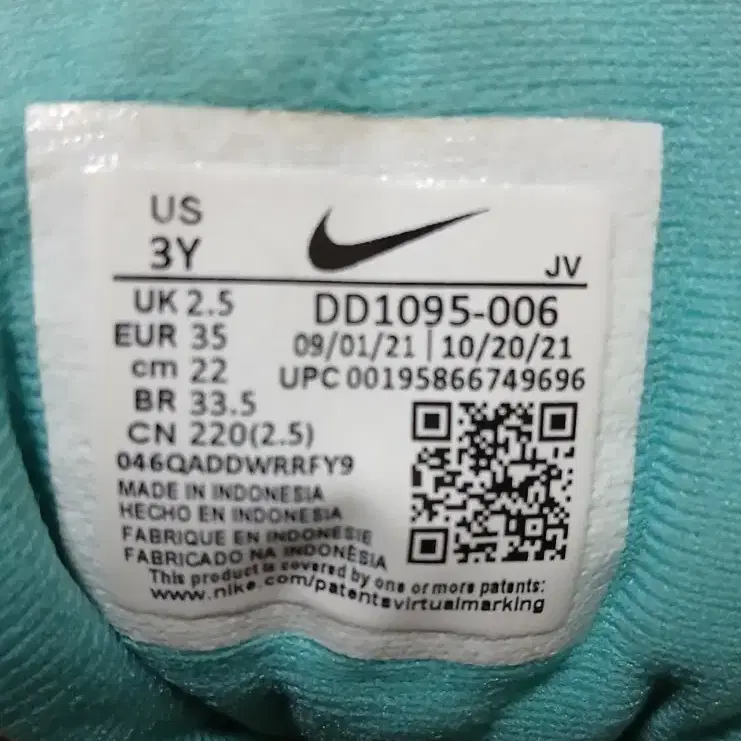 US
3Y
JV
UK 2.5
EUR 35
cm 22
BR 33.5
CN 220(2.5)
DD1095-006
09/01/21 | 10/20/21
UPC 00195866749696
046QADDWRRFY9
MADE IN INDONESIA
HECHO EN INDONESIA
FABRIQUE EN INDONESIE
FABRICADO NA INDONÉSIA
This product is covered by one or more patents:
www.nike.com/patentsvirtualmarking